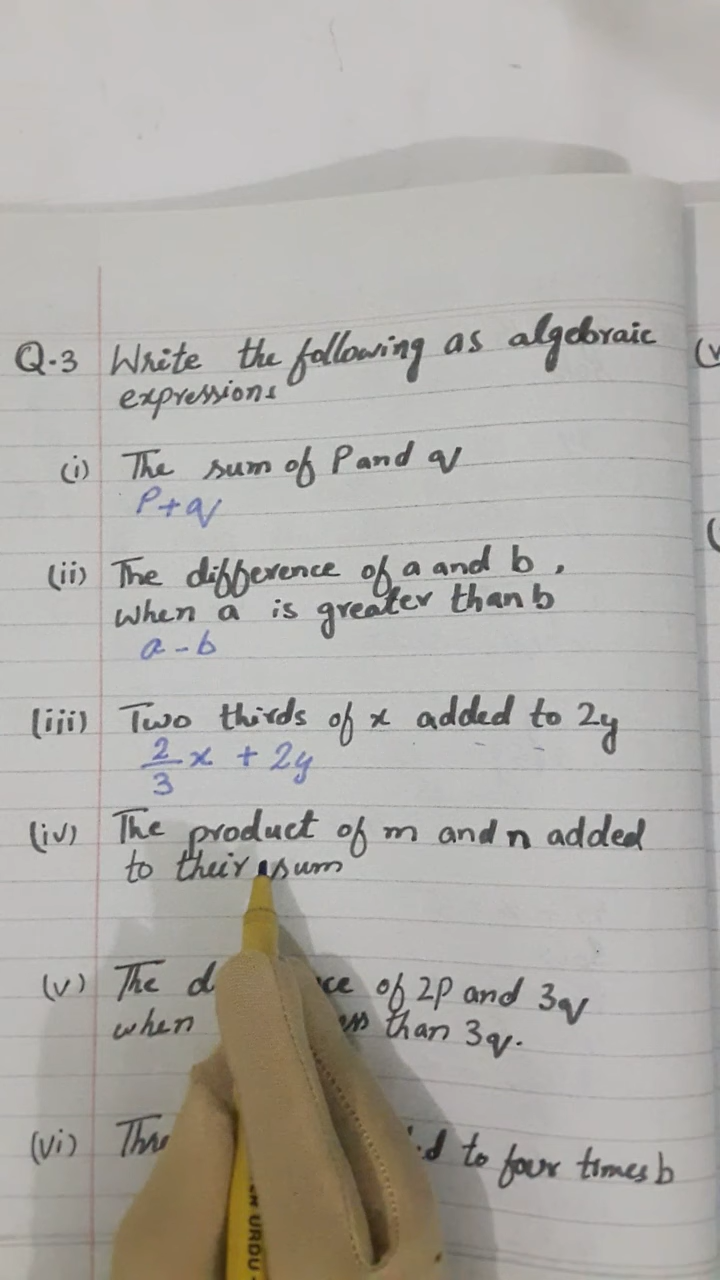 Q.3 Write the following as algebraic
expressions
(i) The sum of P and q
P+q
(ii) The difference of a and b,
when a is greater than b
a-b
(iii) Two thirds of x added to 2y
2/3 x + 2y
(iv) The product of m and n added
to their sum
(v) The of 2P and 3q
when than 3q.
(vi) to four times b
URDU